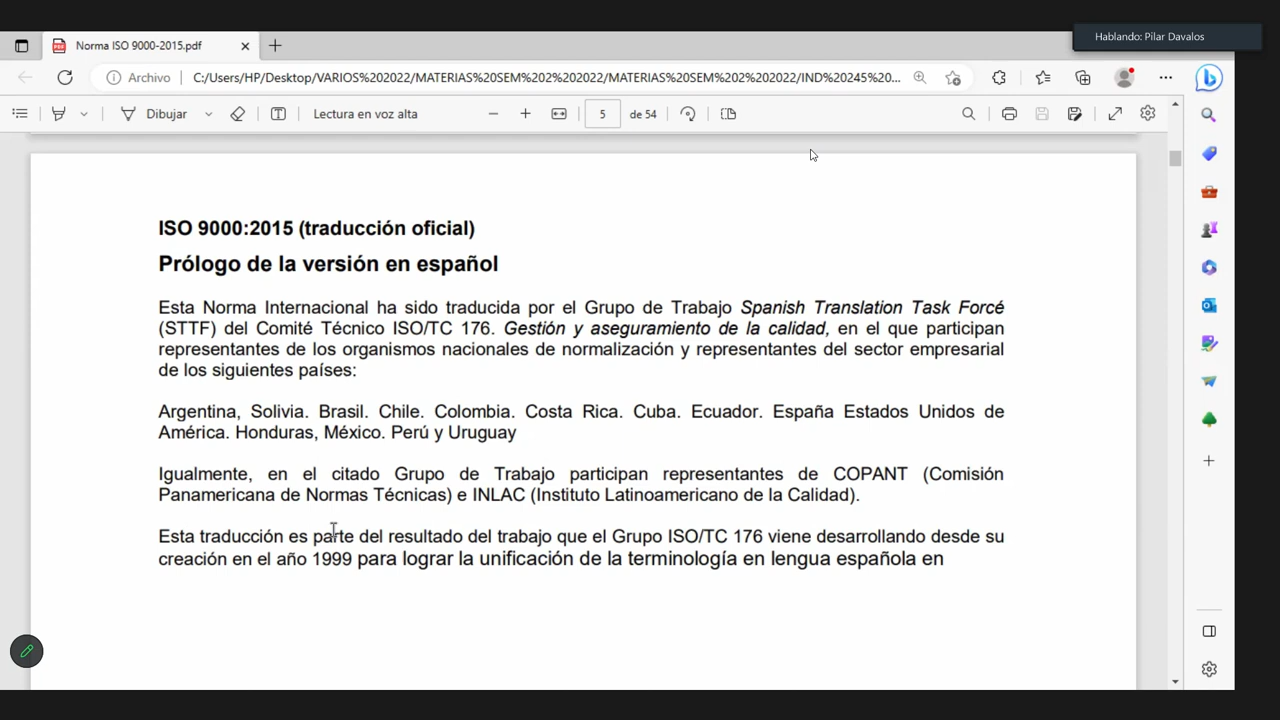 Hablando: Pilar Davalos
Norma ISO 9000-2015.pdf
Archivo C:/Users/HP/Desktop/VARIOS%202022/MATERIAS%20SEM%202%202022/MATERIAS%20SEM%202%202022/IND%20245%20...
Dibujar Lectura en voz alta 5 de 54
ISO 9000:2015 (traducción oficial)
Prólogo de la versión en español
Esta Norma Internacional ha sido traducida por el Grupo de Trabajo Spanish Translation Task Forcé
(STTF) del Comité Técnico ISO/TC 176. Gestión y aseguramiento de la calidad, en el que participan
representantes de los organismos nacionales de normalización y representantes del sector empresarial
de los siguientes países:
Argentina, Solivia. Brasil. Chile. Colombia. Costa Rica. Cuba. Ecuador. España Estados Unidos de
América. Honduras, México. Perú y Uruguay
Igualmente, en el citado Grupo de Trabajo participan representantes de COPANT (Comisión
Panamericana de Normas Técnicas) e INLAC (Instituto Latinoamericano de la Calidad).
Esta traducción es parte del resultado del trabajo que el Grupo ISO/TC 176 viene desarrollando desde su
creación en el año 1999 para lograr la unificación de la terminología en lengua española en